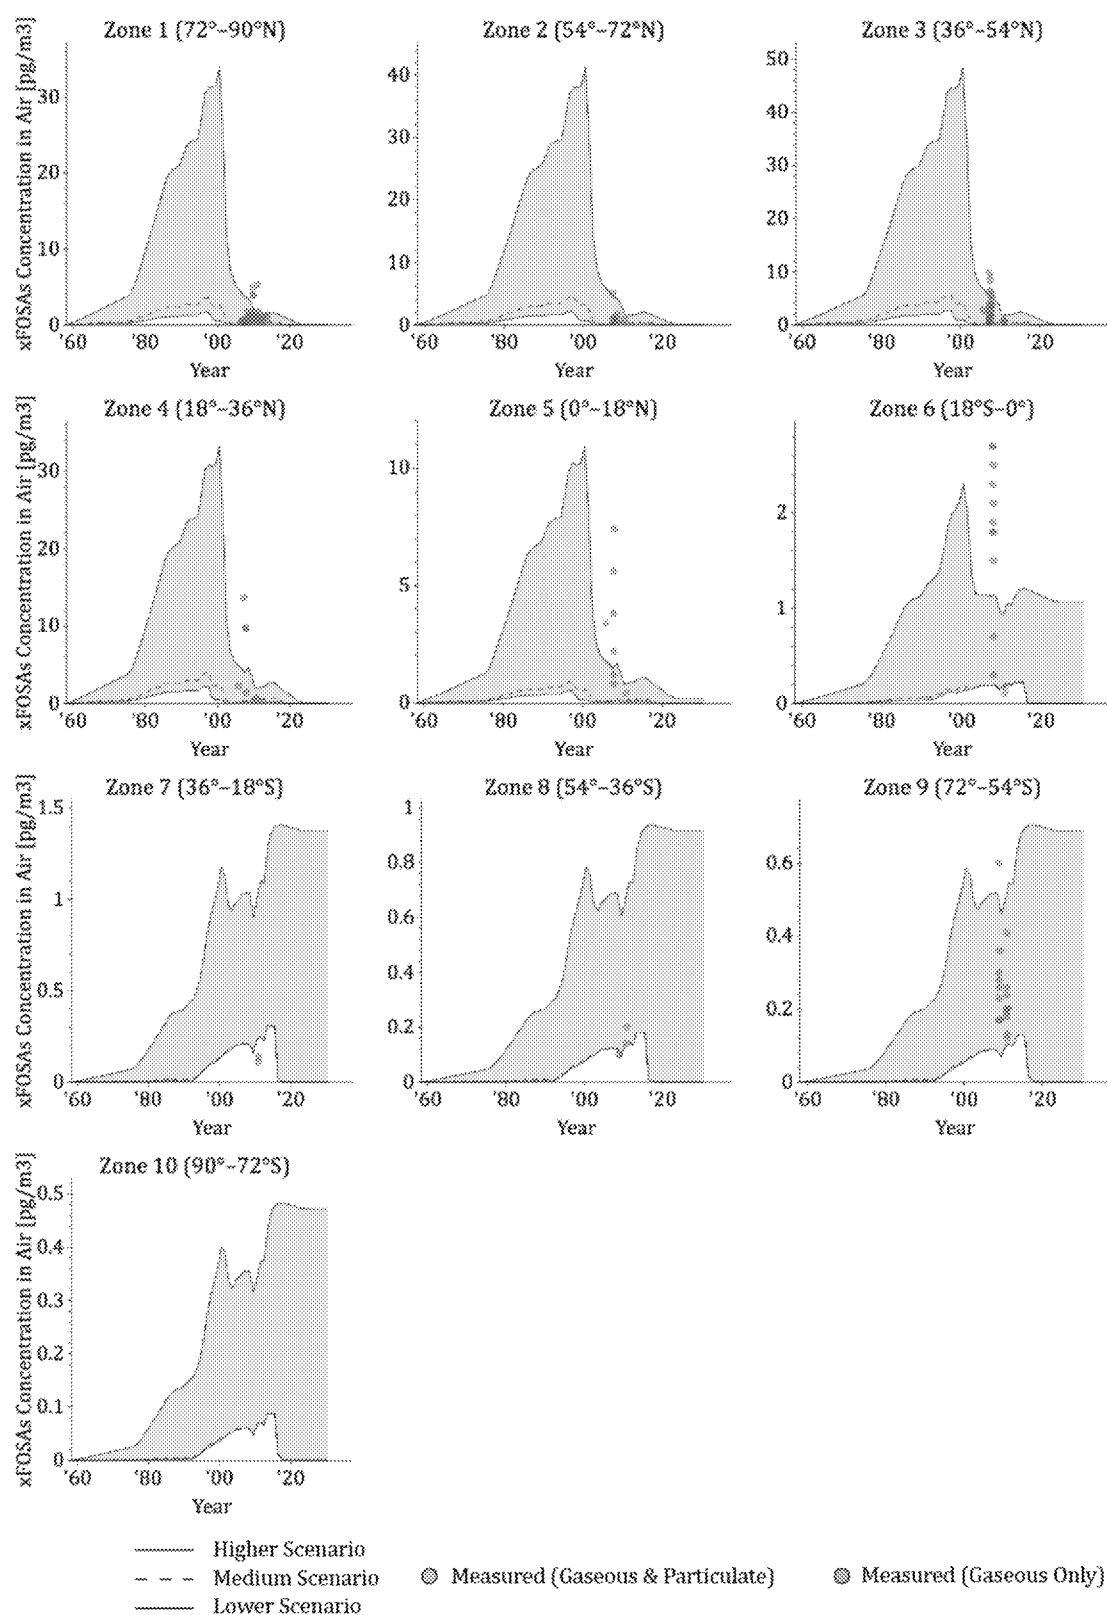 Zone 1 (72°–90°N)
Zone 2 (54°–72°N)
Zone 3 (36°–54°N)
xFOSAs Concentration in Air [pg/m3]
30
20
10
0
'60 '80 '00 '20
Year
40
30
20
10
0
'60 '80 '00 '20
Year
50
40
30
20
10
0
'60 '80 '00 '20
Year
Zone 4 (18°–36°N)
Zone 5 (0°–18°N)
Zone 6 (18°S–0°)
xFOSAs Concentration in Air [pg/m3]
30
20
10
0
'60 '80 '00 '20
Year
10
5
0
'60 '80 '00 '20
Year
2
1
0
'60 '80 '00 '20
Year
Zone 7 (36°–18°S)
Zone 8 (54°–36°S)
Zone 9 (72°–54°S)
xFOSAs Concentration in Air [pg/m3]
1.5
1
0.5
0
'60 '80 '00 '20
Year
1
0.8
0.6
0.4
0.2
0
'60 '80 '00 '20
Year
0.6
0.4
0.2
0
'60 '80 '00 '20
Year
Zone 10 (90°–72°S)
xFOSAs Concentration in Air [pg/m3]
0.5
0.4
0.3
0.2
0.1
0
'60 '80 '00 '20
Year
Higher Scenario
Medium Scenario
Lower Scenario
Measured (Gaseous & Particulate)
Measured (Gaseous Only)